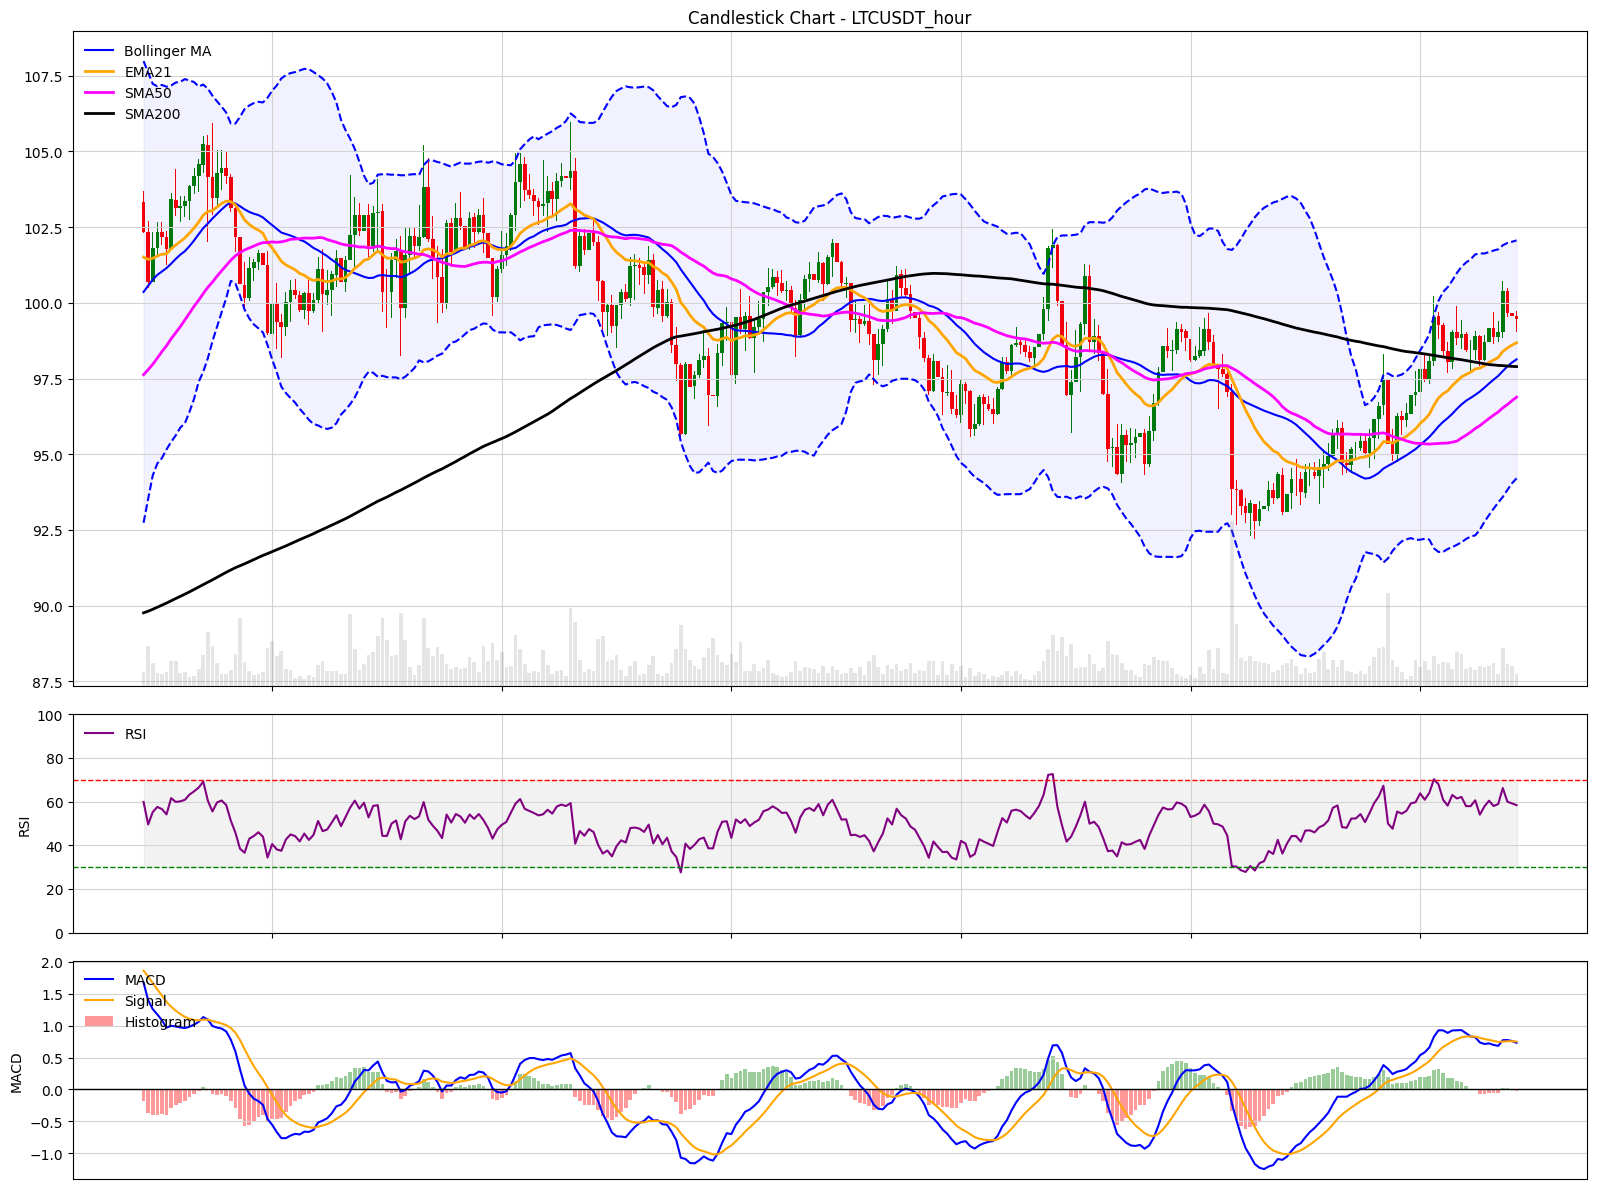 Candlestick Chart - LTCUSDT_hour
Bollinger MA
EMA21
SMA50
SMA200
107.5
105.0
102.5
100.0
97.5
95.0
92.5
90.0
87.5
RSI
100
80
60
40
20
0
RSI
MACD
Signal
Histogram
2.0
1.5
1.0
0.5
0.0
−0.5
−1.0
MACD